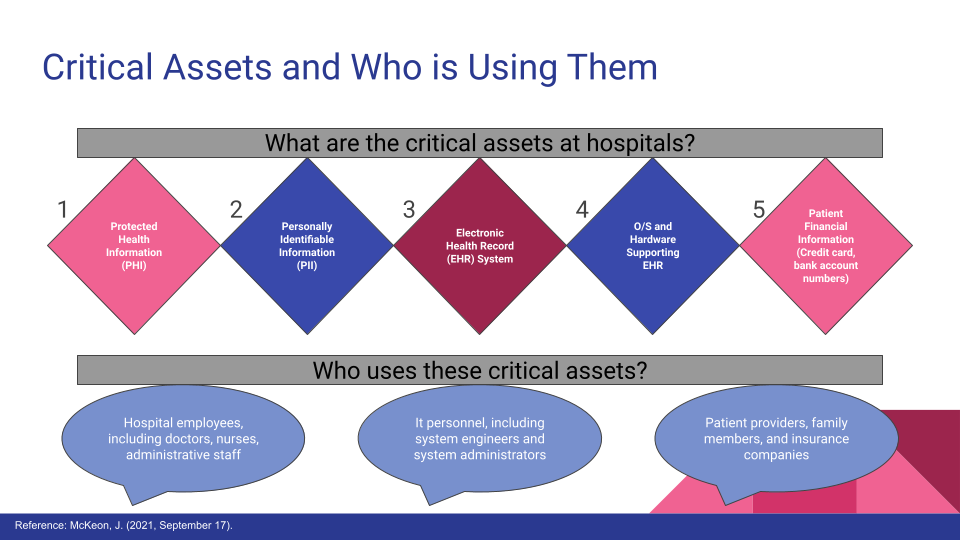 Critical Assets and Who is Using Them
What are the critical assets at hospitals?
1
Protected
Health
Information
(PHI)
2
Personally
Identifiable
Information
(PII)
3
Electronic
Health Record
(EHR) System
4
O/S and
Hardware
Supporting
EHR
5
Patient
Financial
Information
(Credit card,
bank account
numbers)
Who uses these critical assets?
Hospital employees,
including doctors, nurses,
administrative staff
It personnel, including
system engineers and
system administrators
Patient providers, family
members, and insurance
companies
Reference: McKeon, J. (2021, September 17).